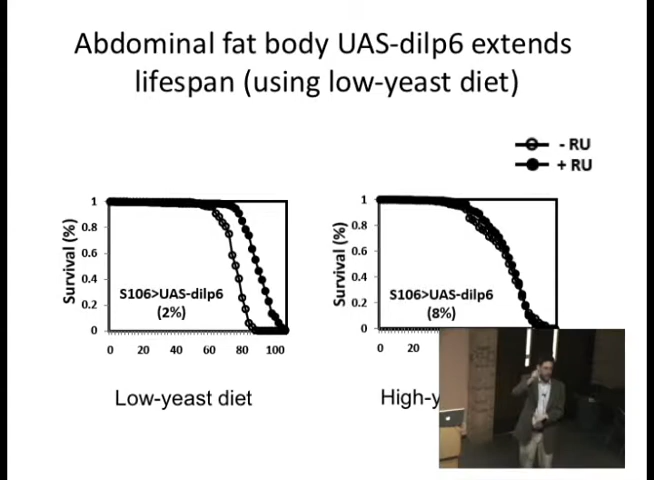 Abdominal fat body UAS-dilp6 extends
lifespan (using low-yeast diet)
- RU
+ RU
Survival (%)
1
0.8
0.6
0.4
0.2
0
S106>UAS-dilp6
(2%)
0 20 40 60 80 100
Low-yeast diet
Survival (%)
1
0.8
0.6
0.4
0.2
0
S106>UAS-dilp6
(8%)
0 20
High-y